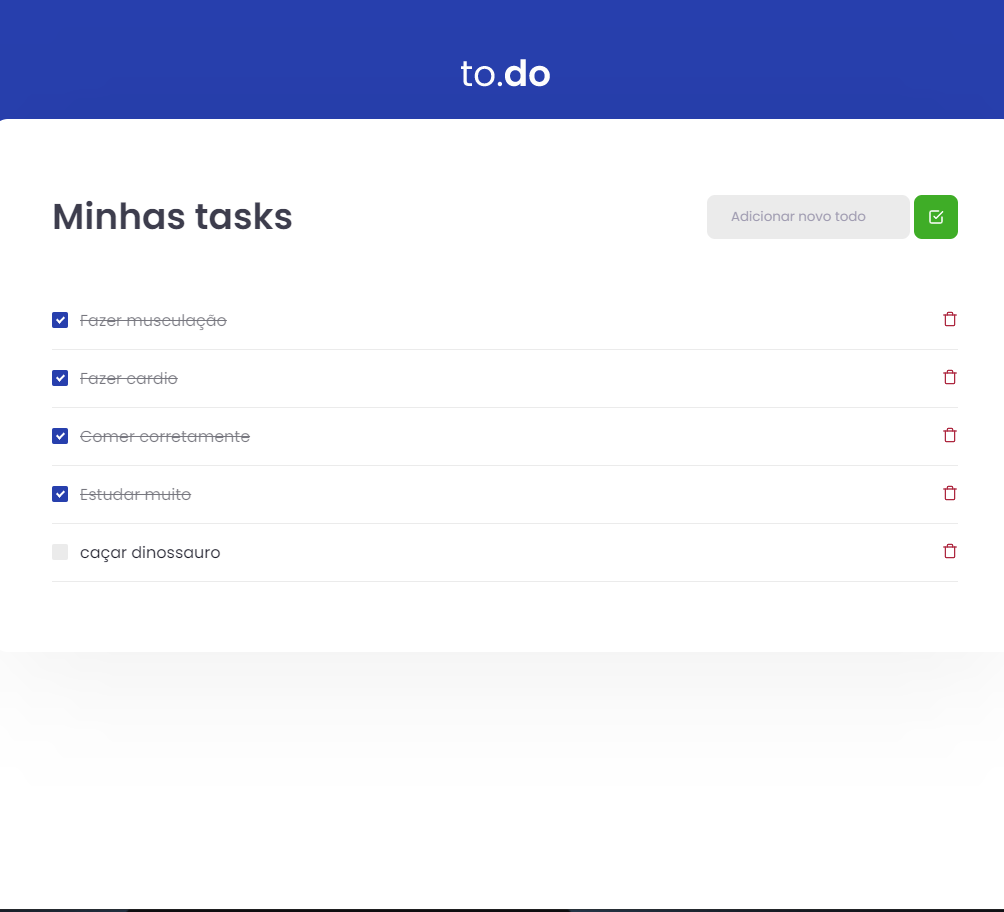 to.do
Minhas tasks
Adicionar novo todo
Fazer musculação
Fazer cardio
Comer corretamente
Estudar muito
caçar dinossauro